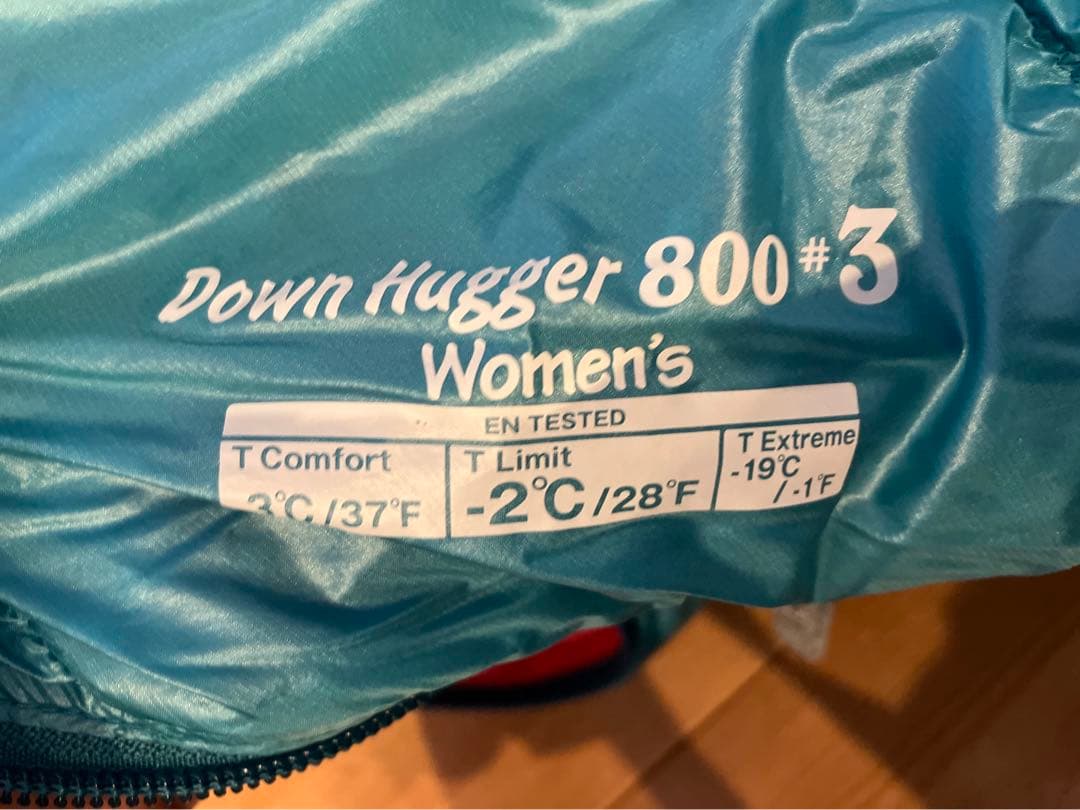 Down Hugger 800 #3
Women's
EN TESTED
T Comfort
3℃/37°F
T Limit
-2℃/28°F
T Extreme
-19℃
/-1°F